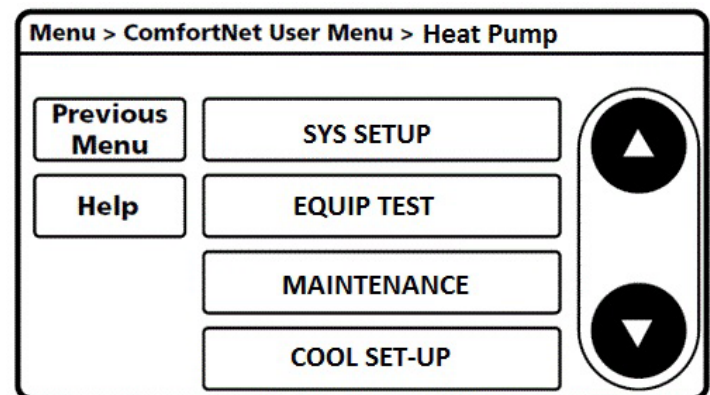 Menu > ComfortNet User Menu > Heat Pump
Previous
Menu
SYS SETUP
Help
EQUIP TEST
MAINTENANCE
COOL SET-UP